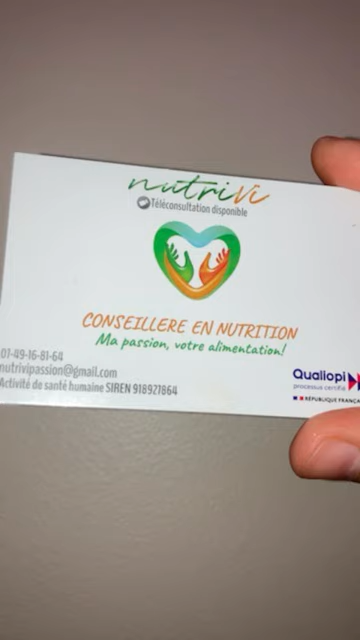 nutrivi
Téléconsultation disponible
CONSEILLERE EN NUTRITION
Ma passion, votre alimentation!
01-49-16-81-64
nutrivipassion@gmail.com
Activité de santé humaine SIREN 918927864
Qualiopi
processus certifié
RÉPUBLIQUE FRANÇA